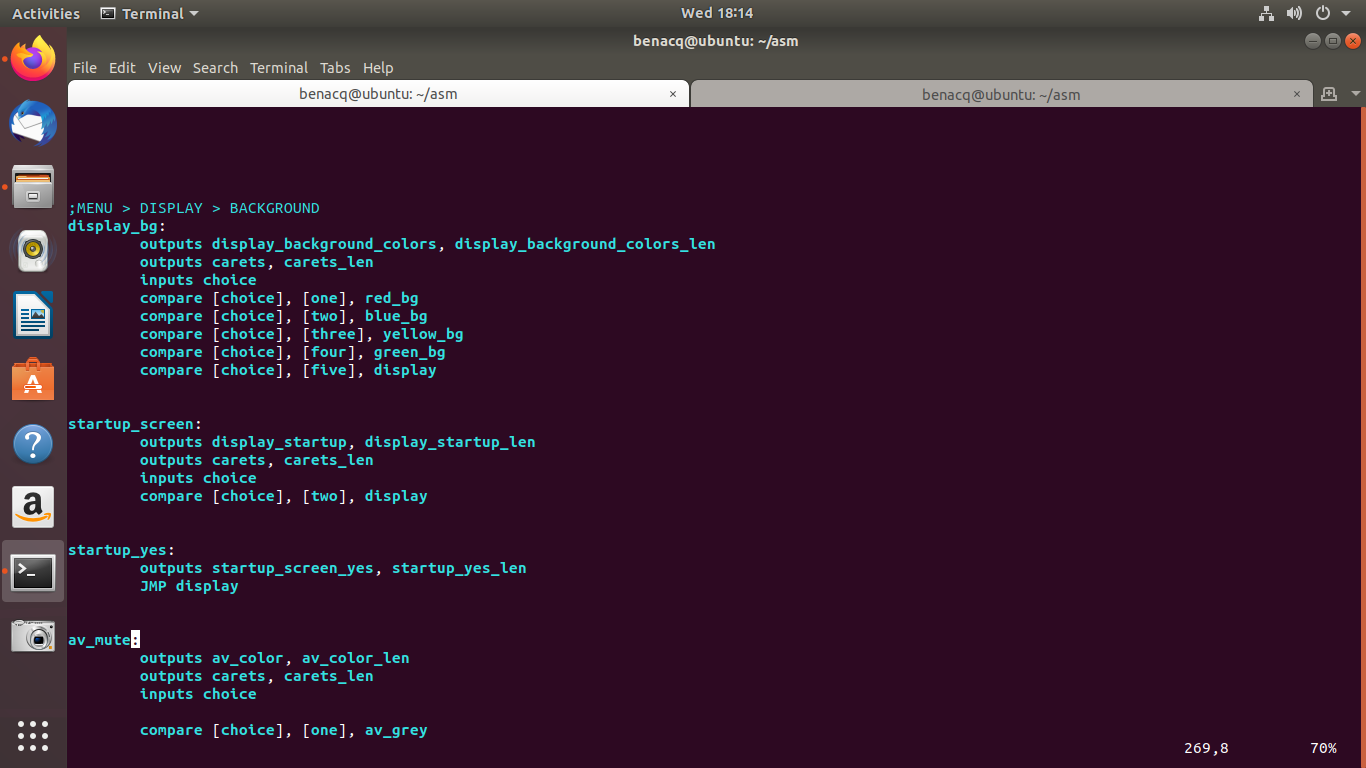 Activities Terminal Wed 18:14
benacq@ubuntu: ~/asm
File Edit View Search Terminal Tabs Help
benacq@ubuntu: ~/asm × benacq@ubuntu: ~/asm ×
;MENU > DISPLAY > BACKGROUND
display_bg:
outputs display_background_colors, display_background_colors_len
outputs carets, carets_len
inputs choice
compare [choice], [one], red_bg
compare [choice], [two], blue_bg
compare [choice], [three], yellow_bg
compare [choice], [four], green_bg
compare [choice], [five], display
startup_screen:
outputs display_startup, display_startup_len
outputs carets, carets_len
inputs choice
compare [choice], [two], display
startup_yes:
outputs startup_screen_yes, startup_yes_len
JMP display
av_mute:
outputs av_color, av_color_len
outputs carets, carets_len
inputs choice
compare [choice], [one], av_grey
269,8 70%